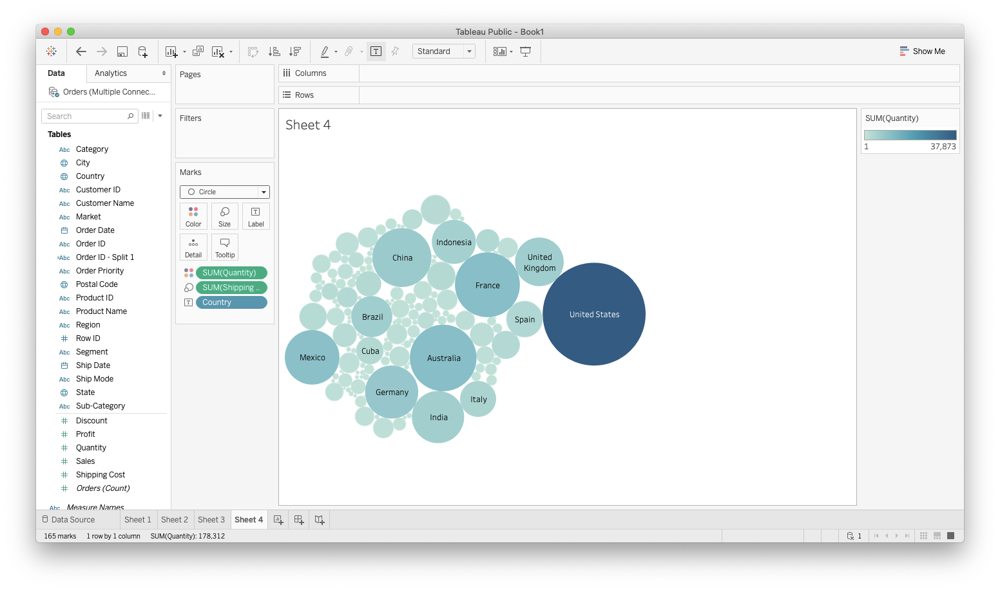 Tableau Public - Book1
Standard
Show Me
Data
Analytics
Orders (Multiple Connec...
Search
Tables
Abc Category
City
Country
Abc Customer ID
Abc Customer Name
Abc Market
Order Date
Abc Order ID
=Abc Order ID - Split 1
Abc Order Priority
Postal Code
Abc Product ID
Abc Product Name
Abc Region
# Row ID
Abc Segment
Ship Date
Abc Ship Mode
State
Abc Sub-Category
# Discount
# Profit
# Quantity
# Sales
# Shipping Cost
# Orders (Count)
Abc Measure Names
Pages
Filters
Marks
Circle
Color
Size
T
Label
Detail
Tooltip
SUM(Quantity)
SUM(Shipping ..
T Country
Columns
Rows
Sheet 4
Indonesia
China
United
Kingdom
France
United States
Brazil
Spain
Cuba
Mexico
Australia
Germany
Italy
India
SUM(Quantity)
1 37,873
Data Source
Sheet 1
Sheet 2
Sheet 3
Sheet 4
165 marks
1 row by 1 column
SUM(Quantity): 178,312
1